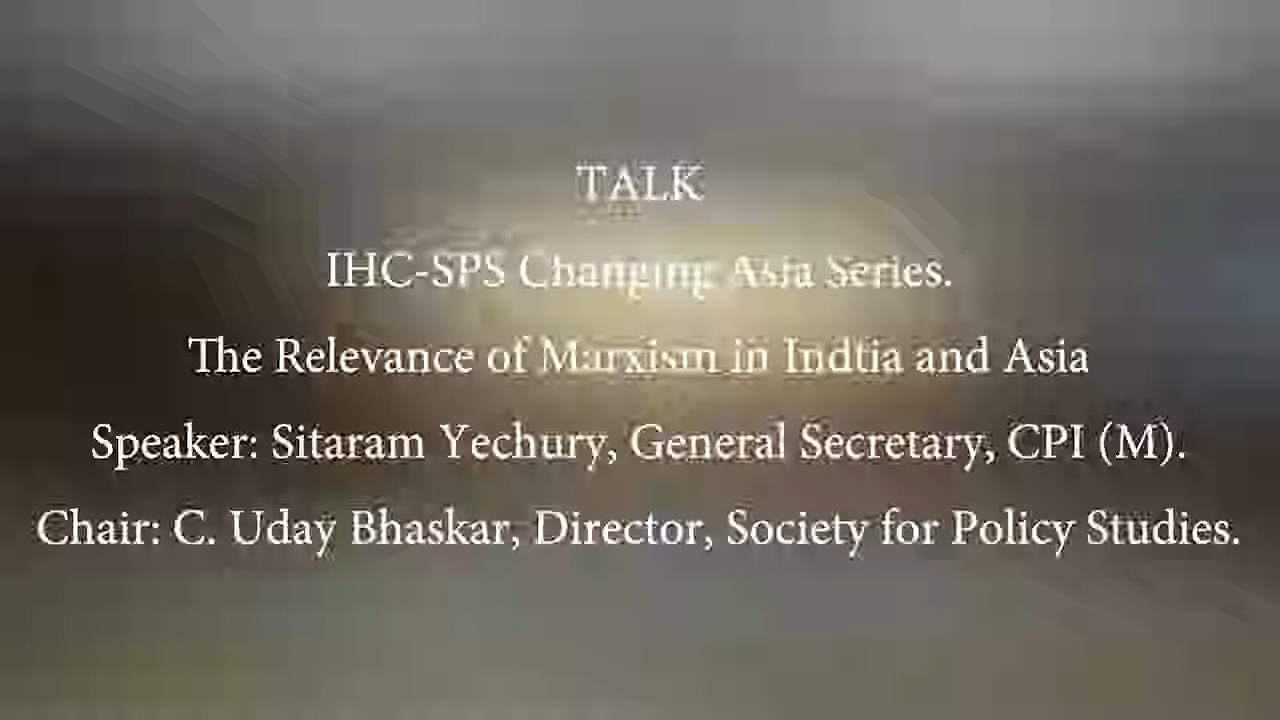 TALK
IHC-SPS Changing Asia Series.
The Relevance of Marxism in Indtia and Asia
Speaker: Sitaram Yechury, General Secretary, CPI (M).
Chair: C. Uday Bhaskar, Director, Society for Policy Studies.